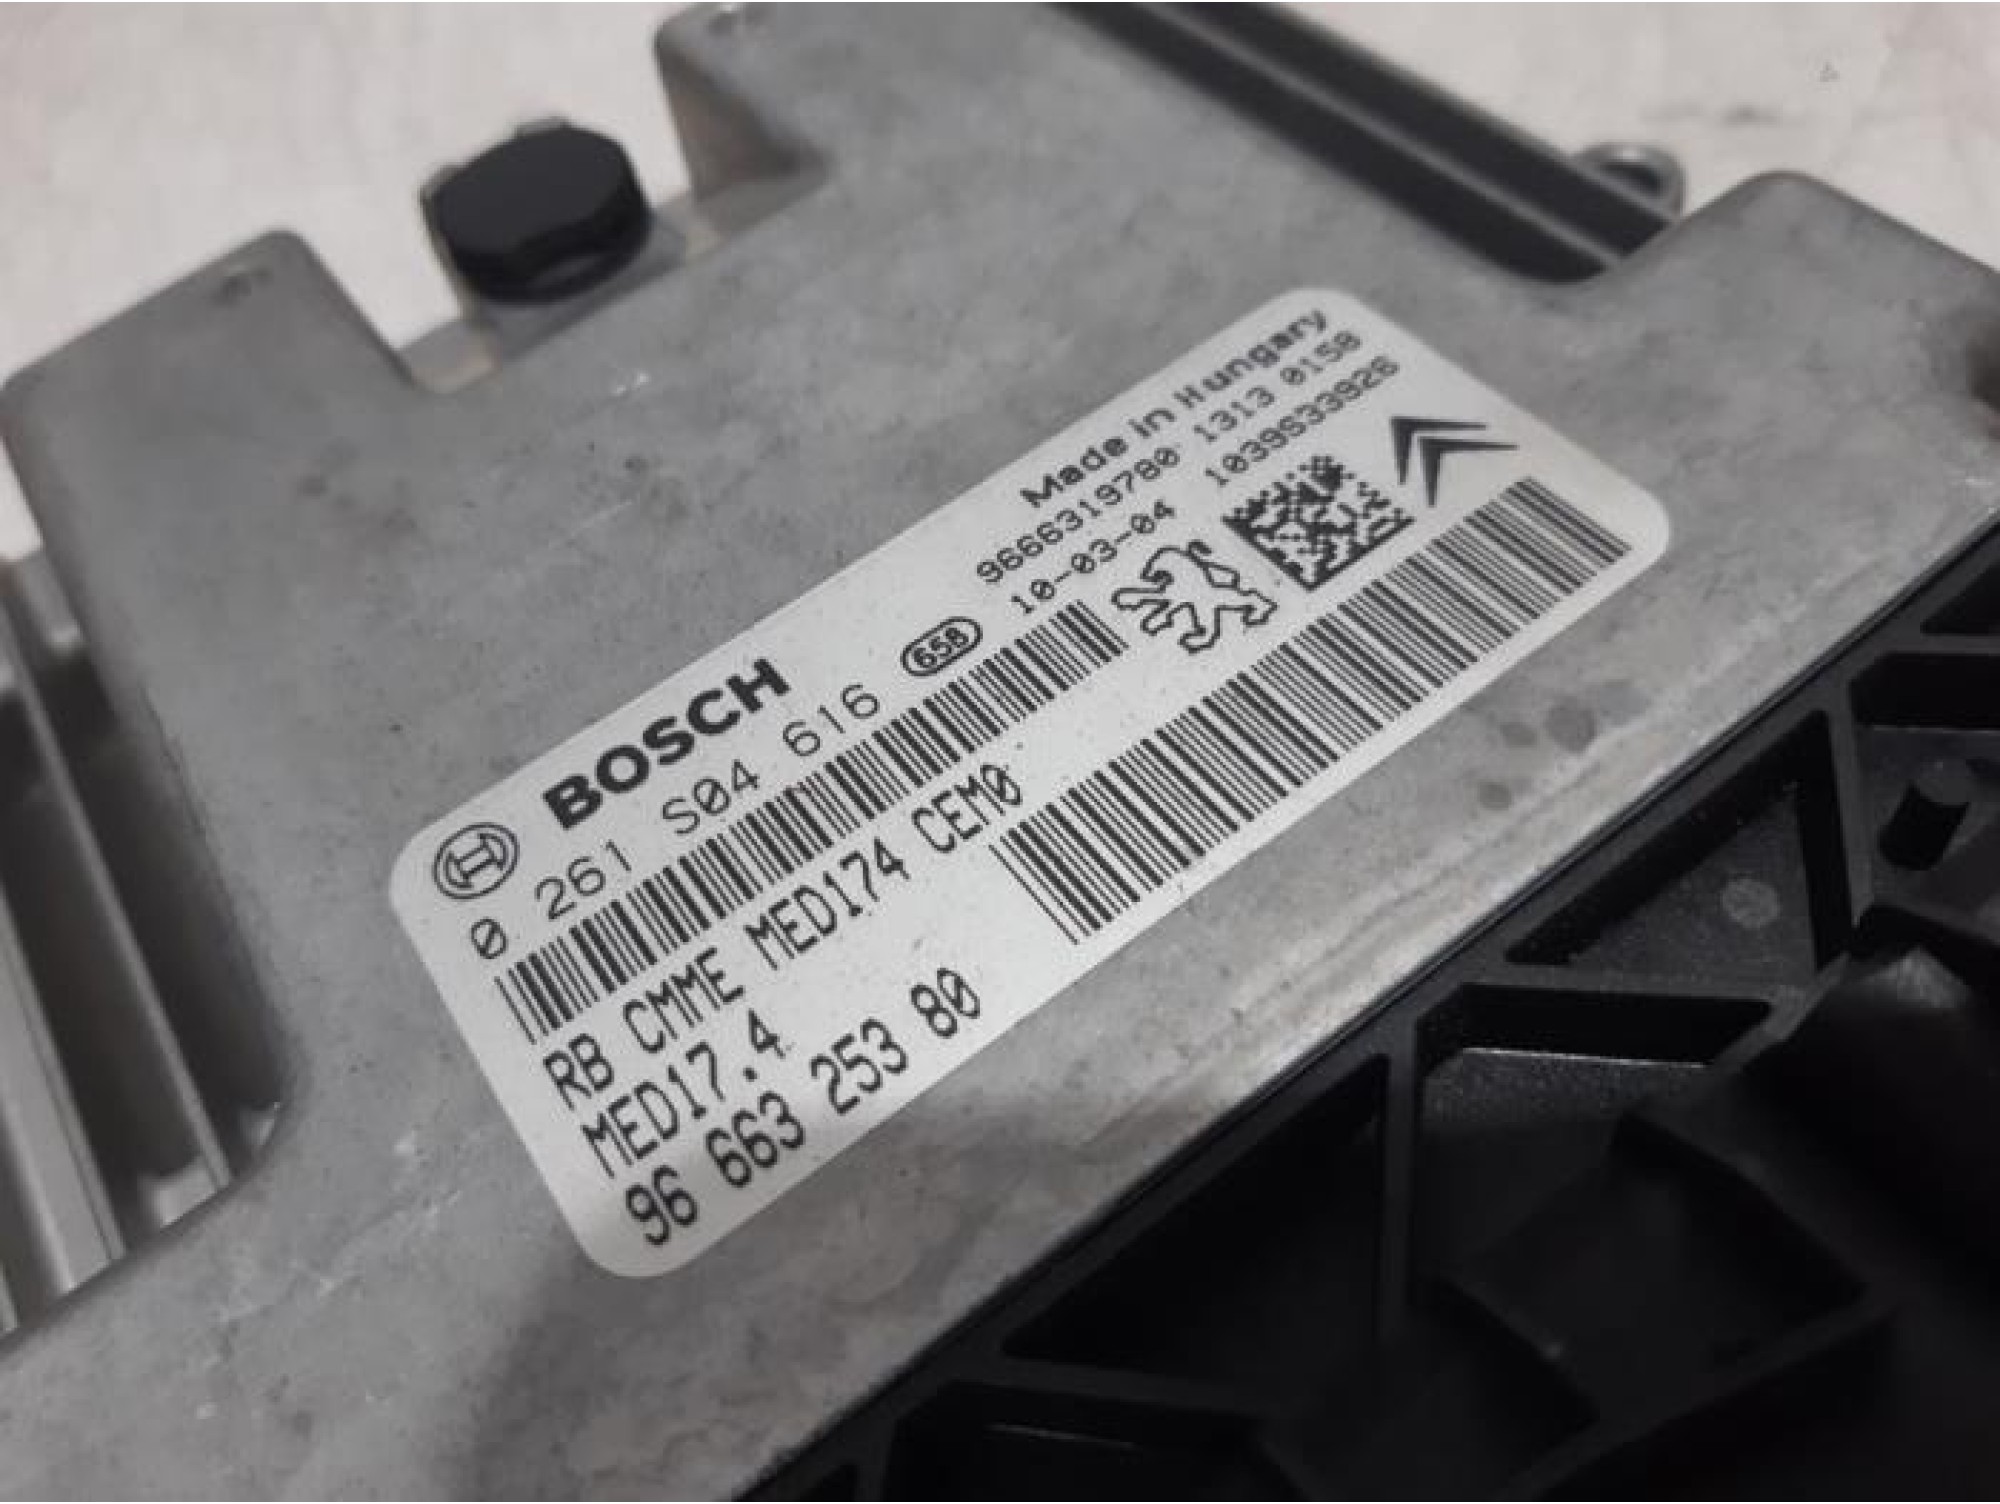 BOSCH
0 261 S04 616
658
Made in Hungary
9666319780 1313 0150
10-03-04 1039S33926
RB CMME MED174 CEM0
MED17.4
96 663 253 80